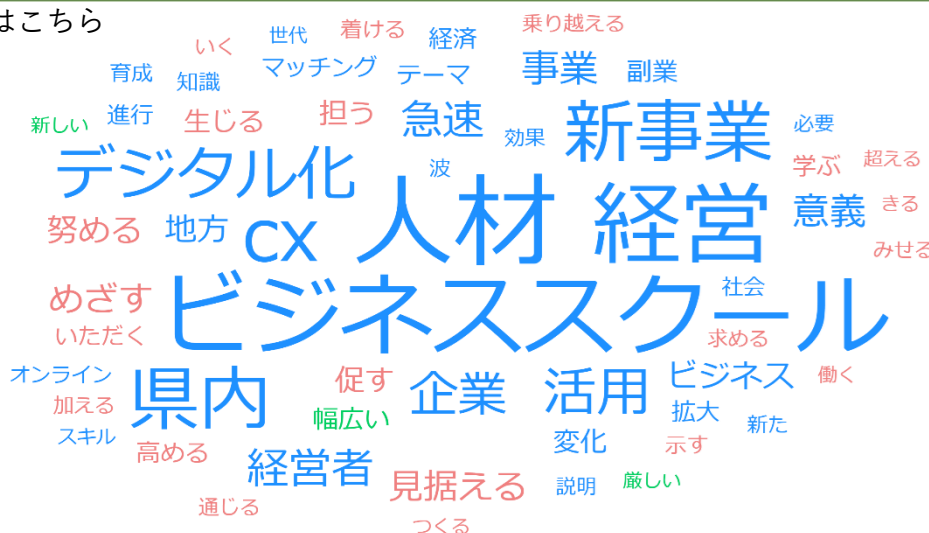 はこちら
乗り越える
世代
着ける
経済
いく
育成
知識
マッチング
テーマ
事業
副業
新しい
進行
生じる
担う
急速
効果
新事業
必要
デジタル化
波
学ぶ
超える
努める
地方
CX
人材
経営
意義
きる
みせる
めざす
いただく
ビジネススクール
社会
求める
オンライン
加える
スキル
県内
促す
幅広い
企業
活用
ビジネス
働く
拡大
新た
高める
経営者
見据える
変化
示す
説明
厳しい
通じる
つくる